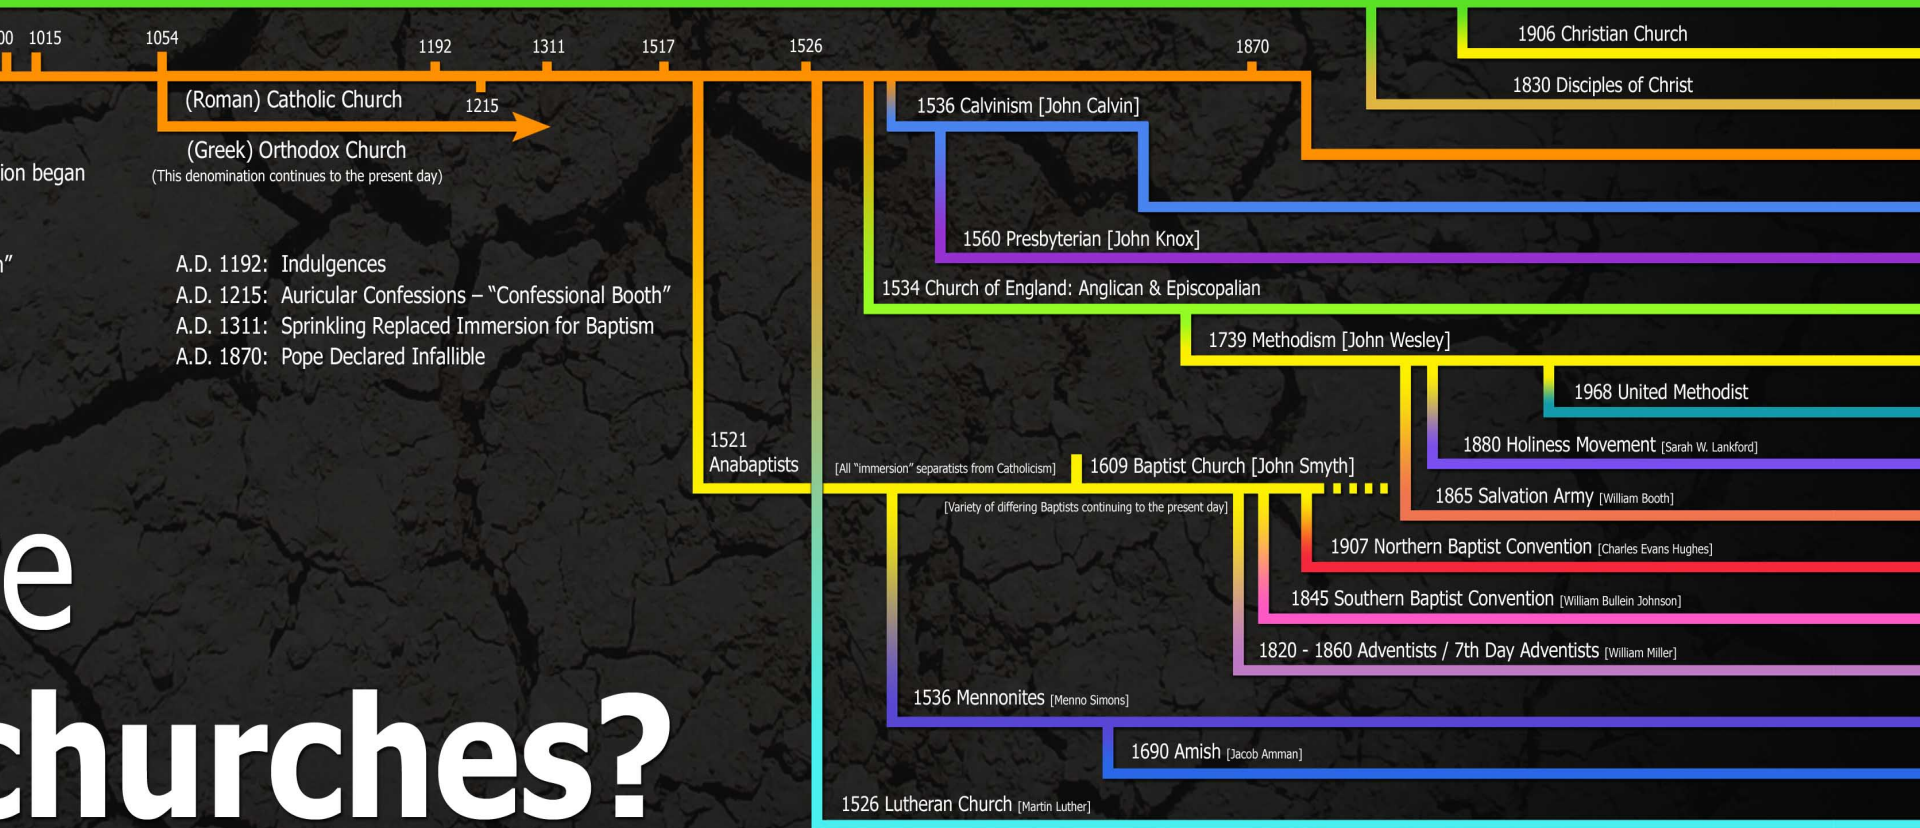 00 1015 1054 1192 1311 1517 1526 1870
1215
1906 Christian Church
1830 Disciples of Christ
(Roman) Catholic Church
(Greek) Orthodox Church
(This denomination continues to the present day)
ion began
n”
A.D. 1192: Indulgences
A.D. 1215: Auricular Confessions – “Confessional Booth”
A.D. 1311: Sprinkling Replaced Immersion for Baptism
A.D. 1870: Pope Declared Infallible
1536 Calvinism [John Calvin]
1560 Presbyterian [John Knox]
1534 Church of England: Anglican & Episcopalian
1739 Methodism [John Wesley]
1968 United Methodist
1880 Holiness Movement [Sarah W. Lankford]
1865 Salvation Army [William Booth]
1521
Anabaptists
[All “immersion” separatists from Catholicism]
1609 Baptist Church [John Smyth]
[Variety of differing Baptists continuing to the present day]
1907 Northern Baptist Convention [Charles Evans Hughes]
1845 Southern Baptist Convention [William Bullein Johnson]
1820 - 1860 Adventists / 7th Day Adventists [William Miller]
1536 Mennonites [Menno Simons]
1690 Amish [Jacob Amman]
1526 Lutheran Church [Martin Luther]
e
churches?